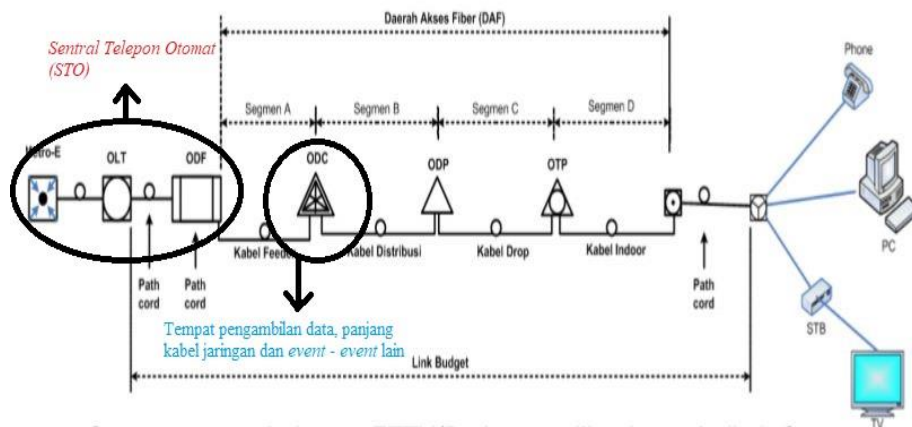 Daerah Akses Fiber (DAF)
Sentral Telepon Otomat
(STO)
Phone
Segmen A
Segmen B
Segmen C
Segmen D
OLT
ODF
ODC
ODP
OTP
PC
Kabel Feeder
Kabel Distribusi
Kabel Drop
Kabel Indoor
Path
cord
Path
cord
Path
cord
STB
Tempat pengambilan data, panjang
kabel jaringan dan event - event lain
Link Budget
TV